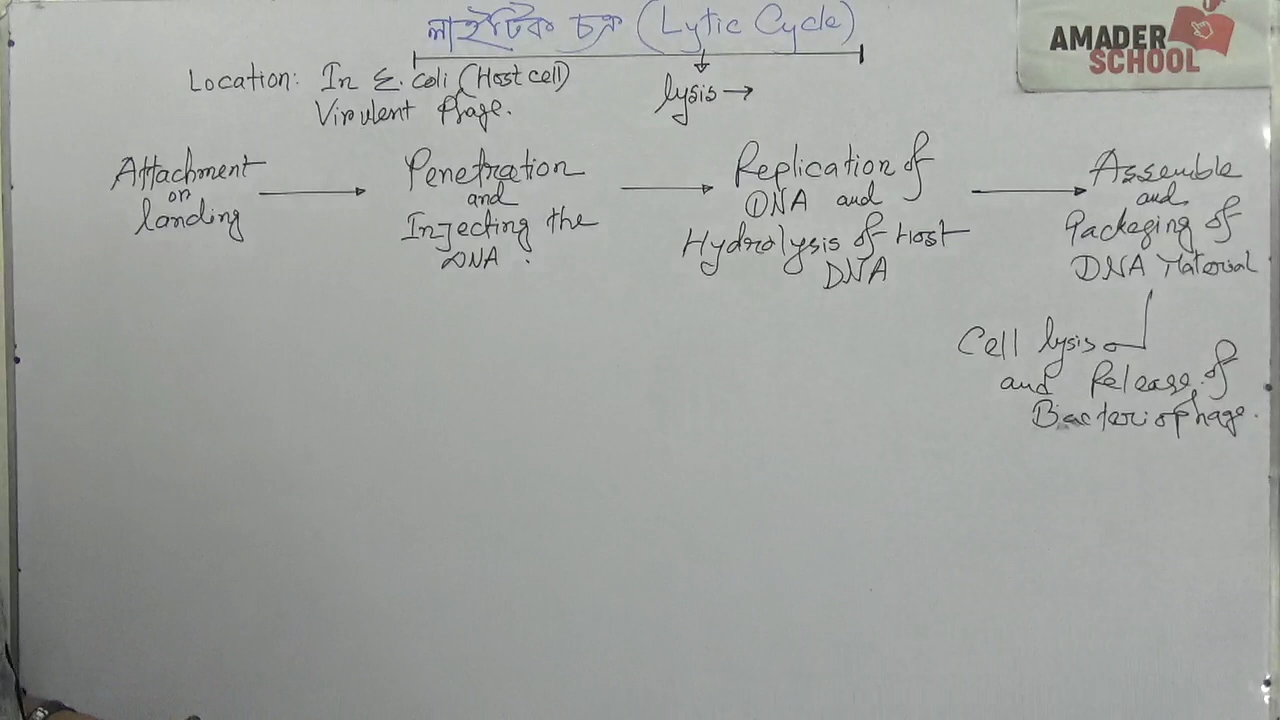 লাইটিক চক্র (Lytic Cycle)
AMADER
SCHOOL
Location: In E. coli (Host cell)
Virulent Phage.
lysis →
Attachment
on
landing
Penetration
and
Injecting the
DNA.
Replication of
DNA and
Hydrolysis of Host
DNA
Assemble
and
Packeging of
DNA Material
Cell lysis
and Release of
Bacteriophage.